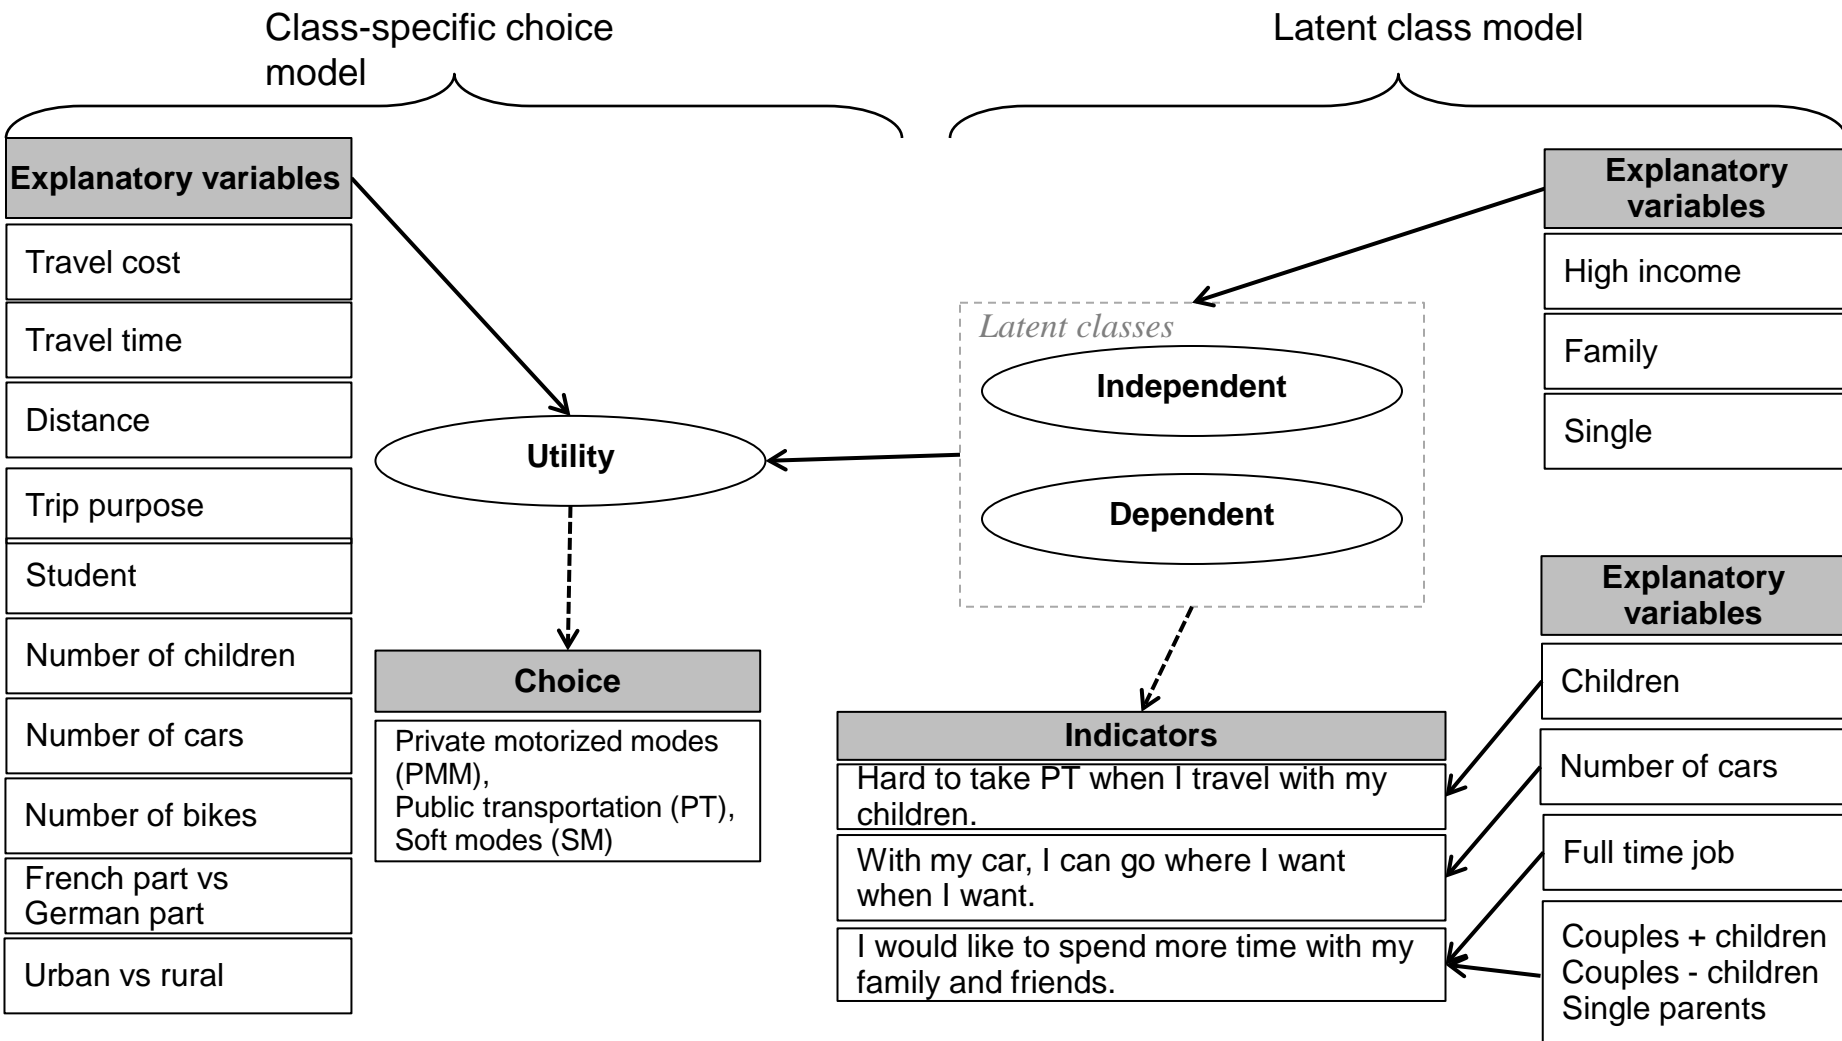 Class-specific choice
model
Latent class model
Explanatory variables
Travel cost
Travel time
Distance
Trip purpose
Student
Number of children
Number of cars
Number of bikes
French part vs
German part
Urban vs rural
Utility
Choice
Private motorized modes
(PMM),
Public transportation (PT),
Soft modes (SM)
Latent classes
Independent
Dependent
Indicators
Hard to take PT when I travel with my
children.
With my car, I can go where I want
when I want.
I would like to spend more time with my
family and friends.
Explanatory
variables
High income
Family
Single
Explanatory
variables
Children
Number of cars
Full time job
Couples + children
Couples - children
Single parents